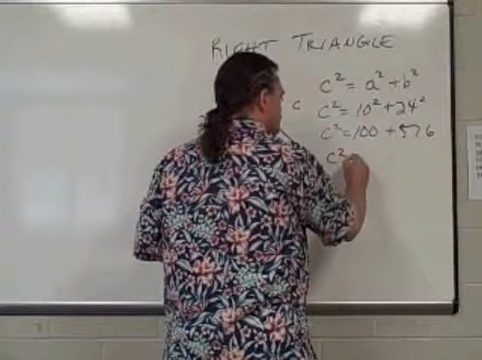 RIGHT TRIANGLE
c² = a² + b²
c
c² = 10² + 24²
c² = 100 + 576
c²